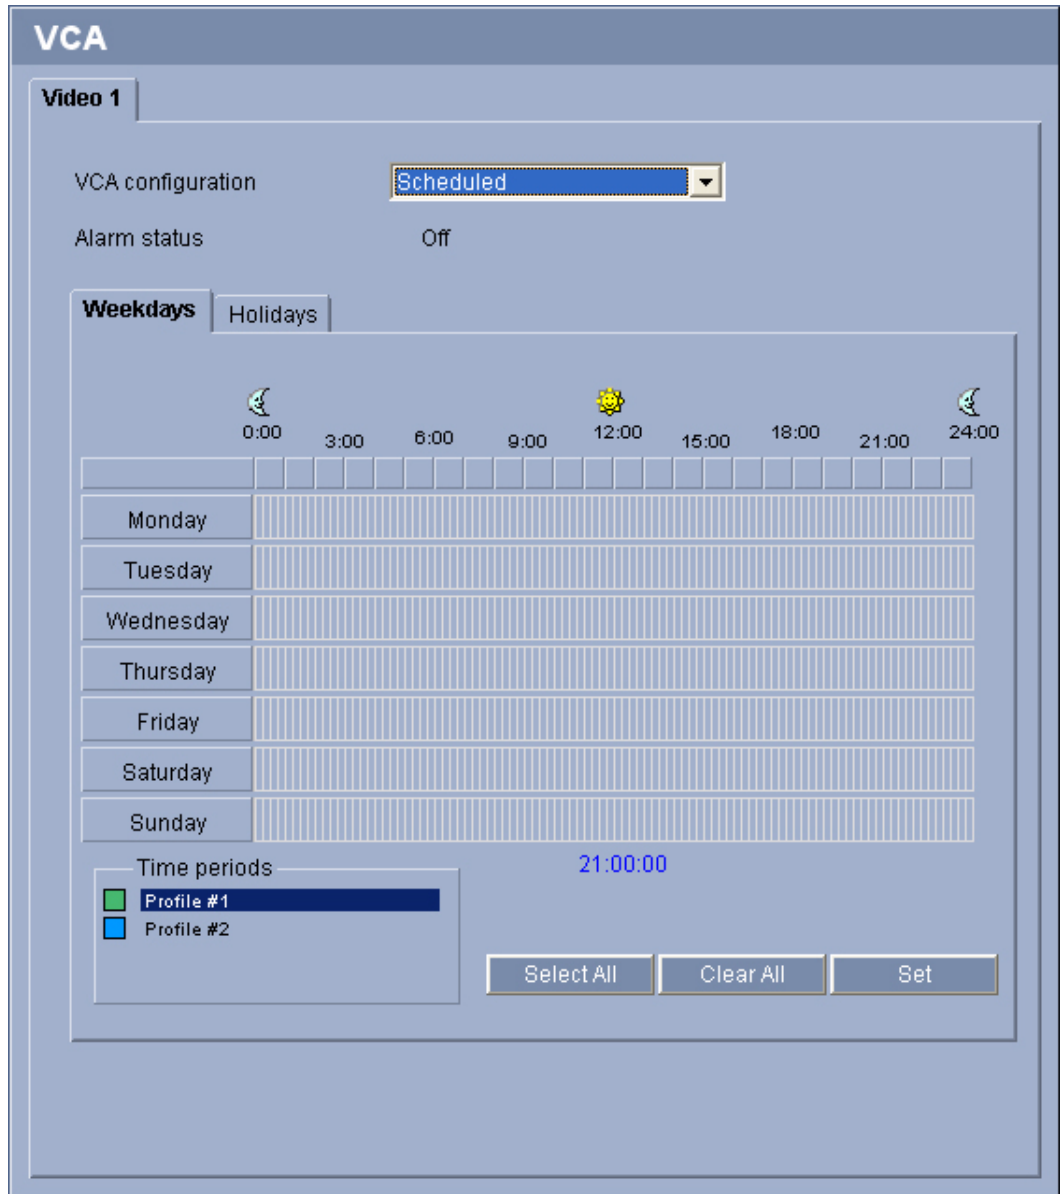 VCA
Video 1
VCA configuration Scheduled
Alarm status Off
Weekdays Holidays
0:00 3:00 6:00 9:00 12:00 15:00 18:00 21:00 24:00
Monday
Tuesday
Wednesday
Thursday
Friday
Saturday
Sunday
Time periods 21:00:00
Profile #1
Profile #2
Select All Clear All Set